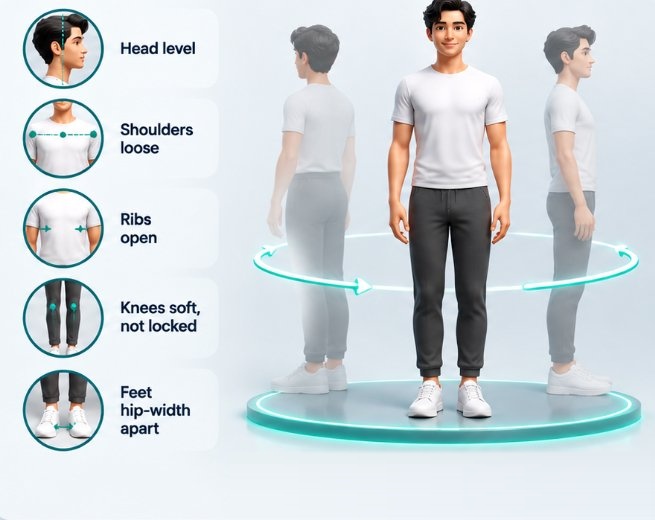 Head level
Shoulders
loose
Ribs
open
Knees soft,
not locked
Feet
hip-width
apart